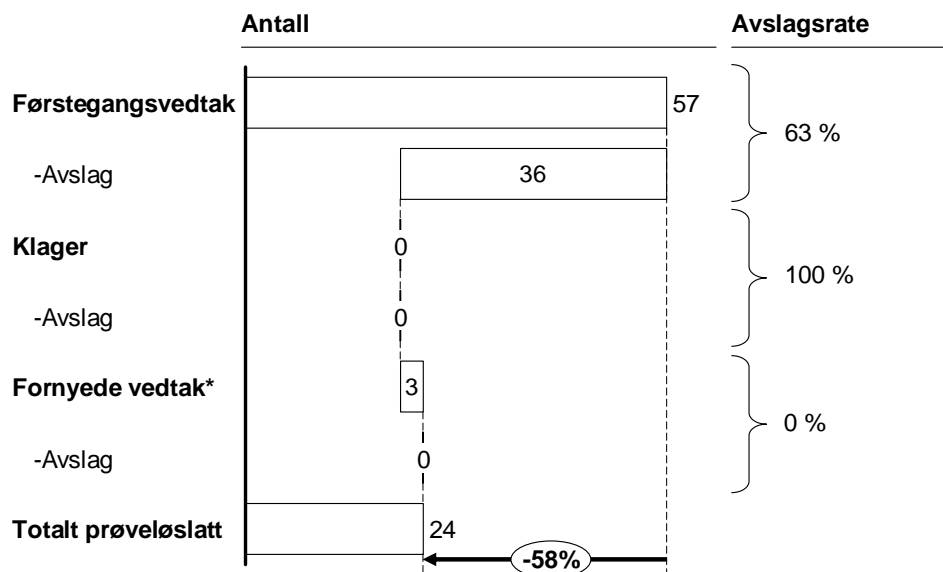 Antall Avslagsrate
Førstegangsvedtak 57
63 %
-Avslag 36
Klager 0
100 %
-Avslag 0
Fornyede vedtak* 3
0 %
-Avslag 0
Totalt prøveløslatt 24
-58%